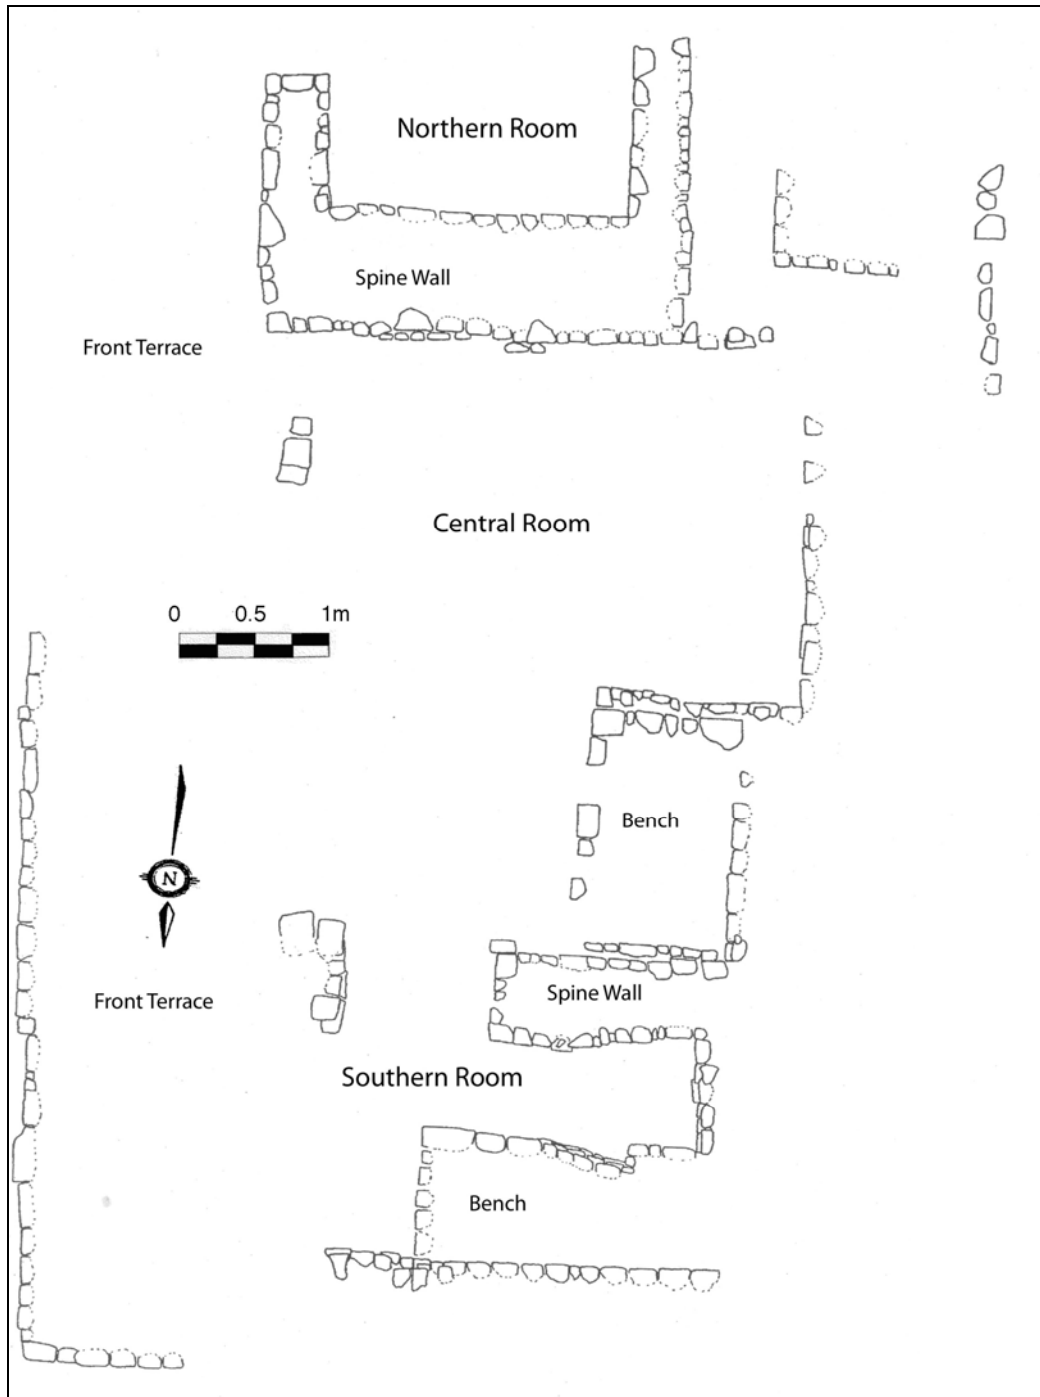 Northern Room
Spine Wall
Front Terrace
Central Room
0 0.5 1m
Bench
N
Front Terrace
Spine Wall
Southern Room
Bench